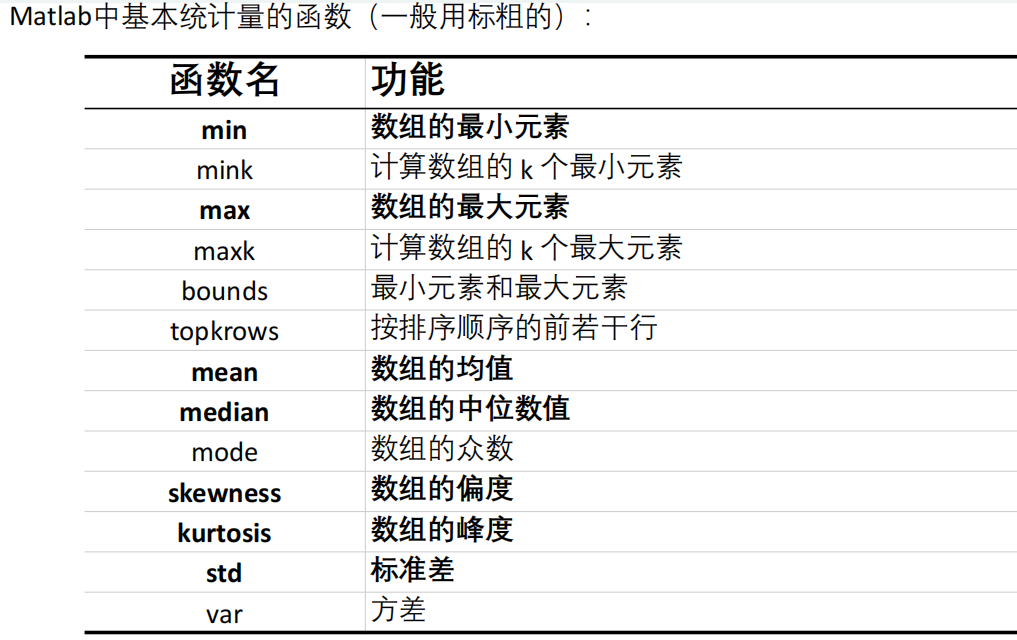 Matlab中基本统计量的函数（一般用标粗的）:
函数名 功能
min 数组的最小元素
mink 计算数组的 k 个最小元素
max 数组的最大元素
maxk 计算数组的 k 个最大元素
bounds 最小元素和最大元素
topkrows 按排序顺序的前若干行
mean 数组的均值
median 数组的中位数值
mode 数组的众数
skewness 数组的偏度
kurtosis 数组的峰度
std 标准差
var 方差